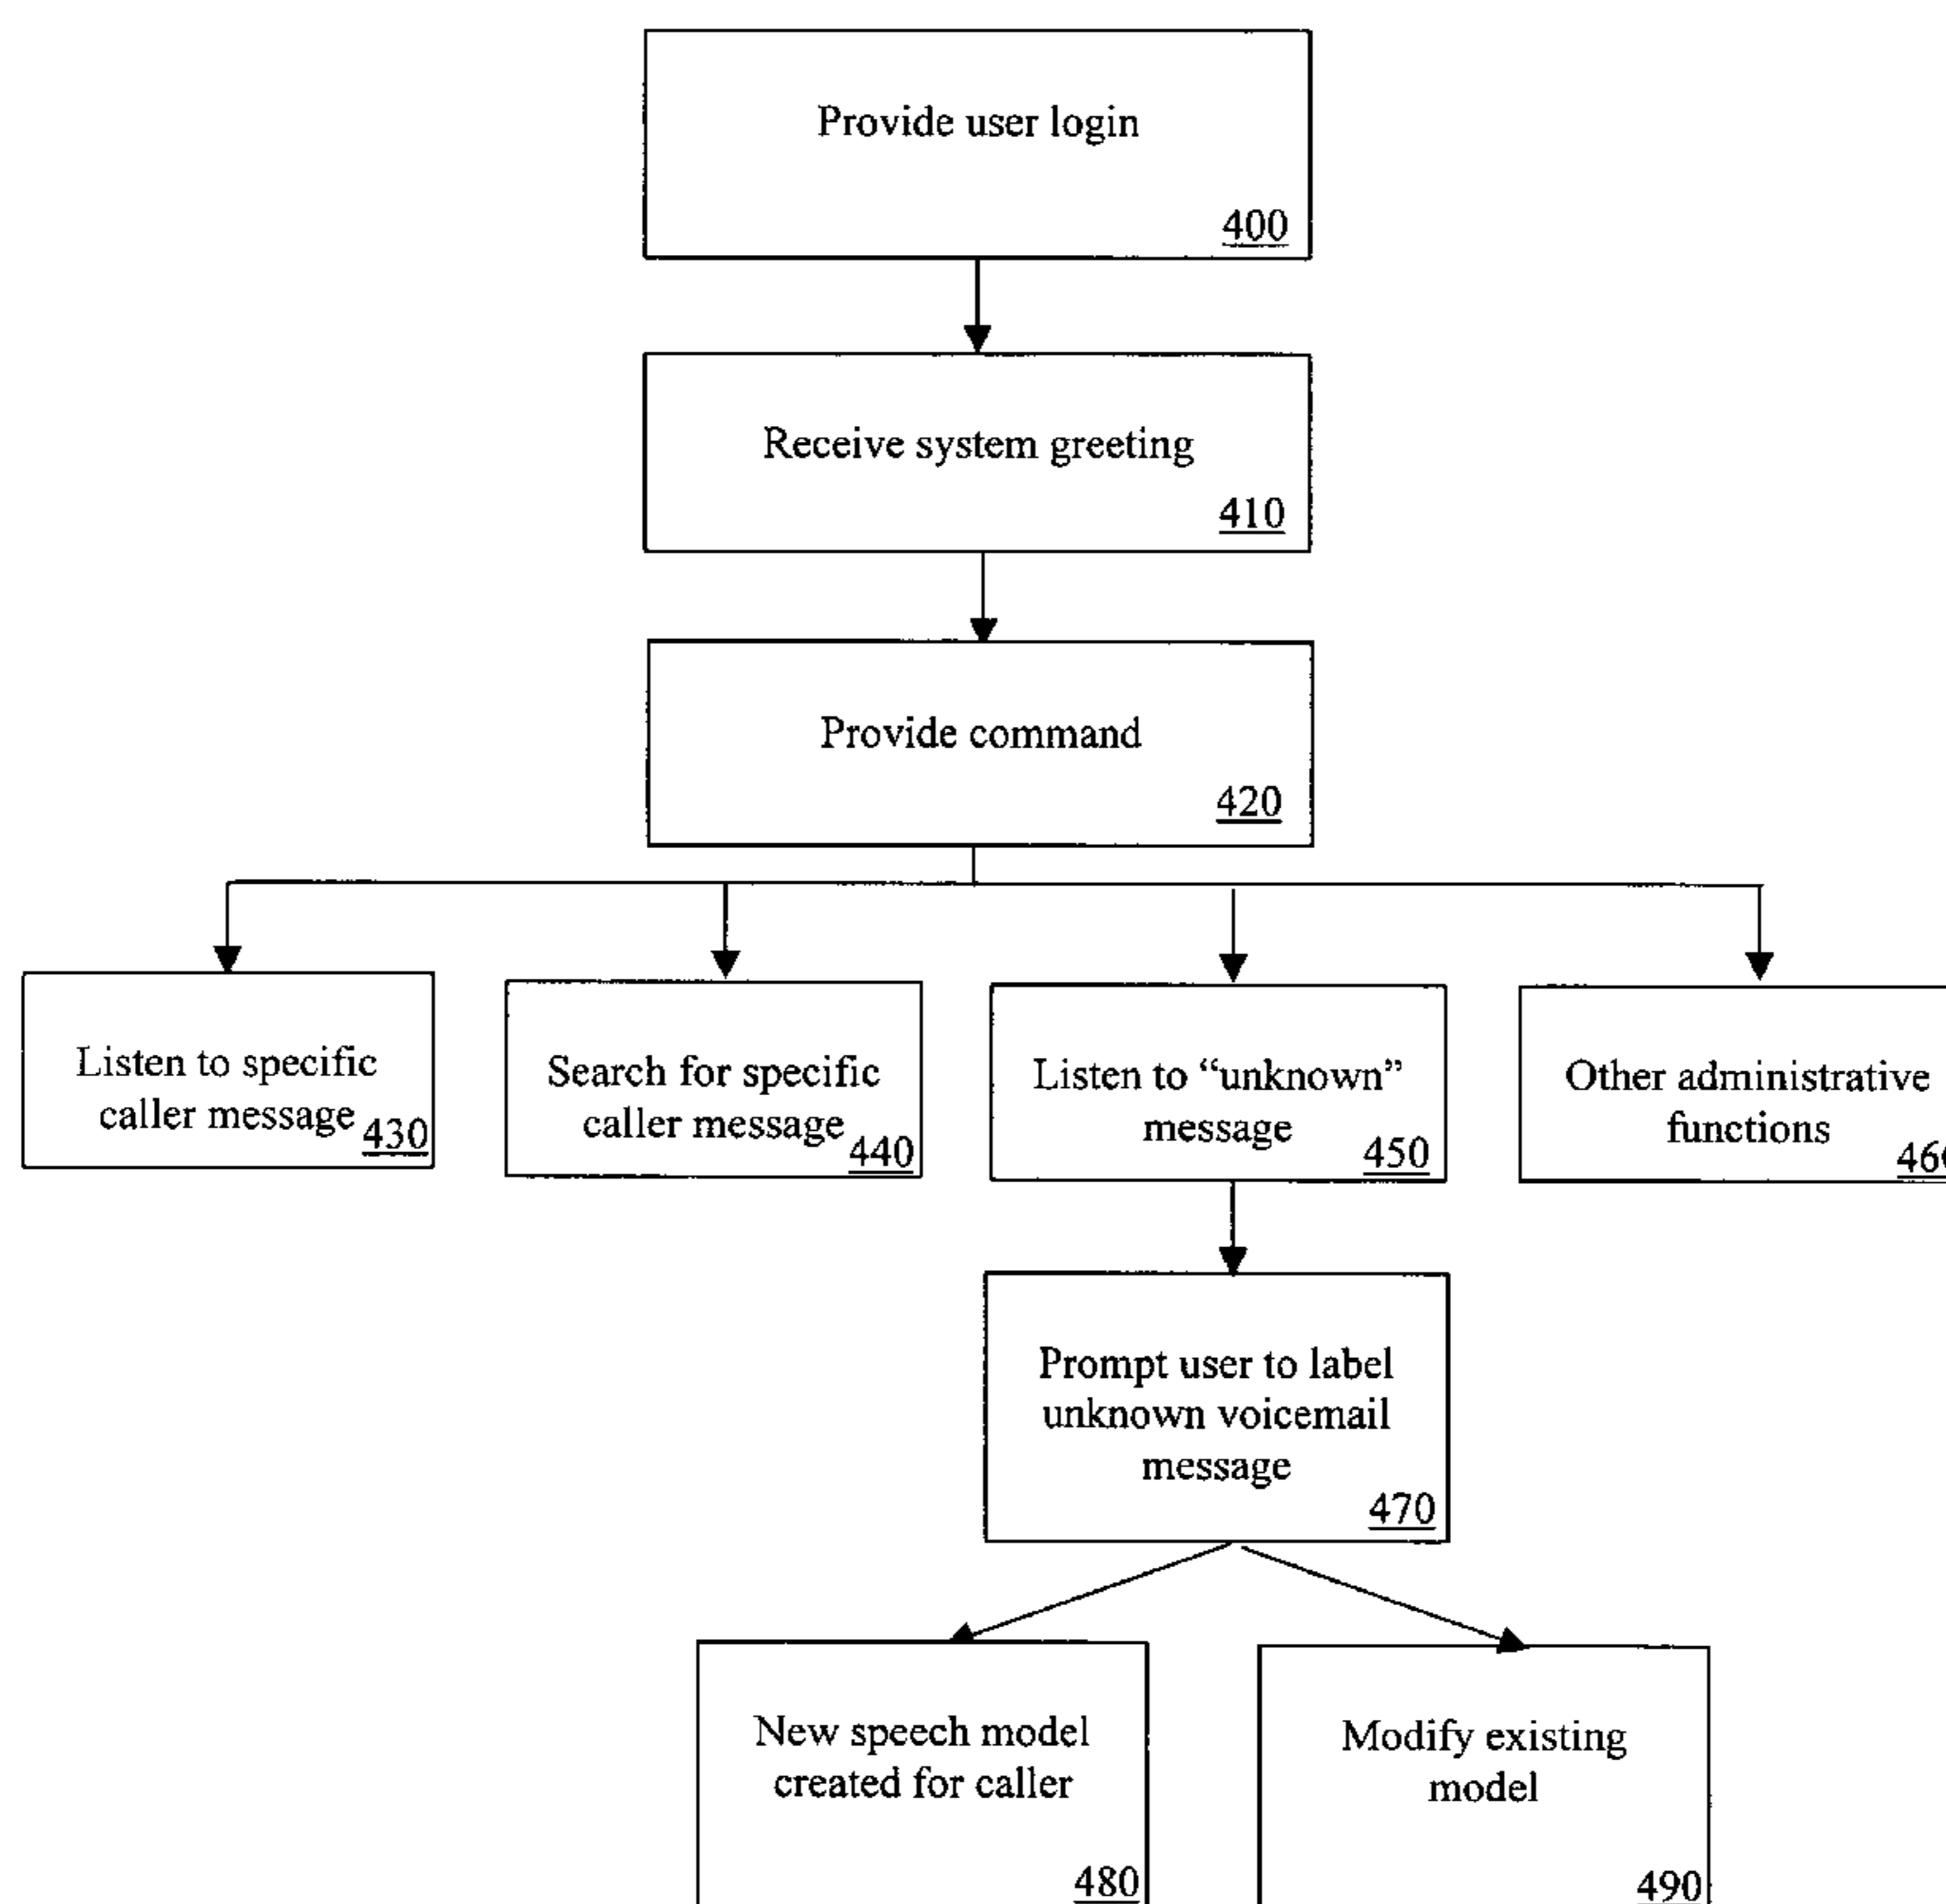 Provide user login
400
Receive system greeting
410
Provide command
420
Listen to specific
caller message
430
Search for specific
caller message
440
Listen to “unknown”
message
450
Other administrative
functions
46
Prompt user to label
unknown voicemail
message
470
New speech model
created for caller
480
Modify existing
model
490